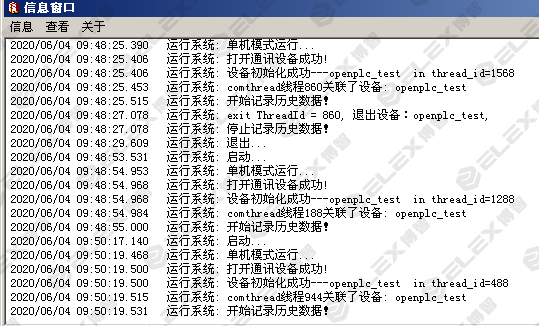 信息窗口
信息 查看 关于
2020/06/04 09:48:25.390 运行系统: 单机模式运行...
2020/06/04 09:48:25.406 运行系统: 打开通讯设备成功!
2020/06/04 09:48:25.406 运行系统: 设备初始化成功---openplc_test in thread_id=1568
2020/06/04 09:48:25.453 运行系统: comthread线程860关联了设备: openplc_test
2020/06/04 09:48:25.515 运行系统: 开始记录历史数据!
2020/06/04 09:48:27.078 运行系统: exit ThreadId = 860, 退出设备:openplc_test,
2020/06/04 09:48:27.078 运行系统: 停止记录历史数据!
2020/06/04 09:48:29.609 运行系统: 退出...
2020/06/04 09:48:53.531 运行系统: 启动...
2020/06/04 09:48:54.953 运行系统: 单机模式运行...
2020/06/04 09:48:54.968 运行系统: 打开通讯设备成功!
2020/06/04 09:48:54.968 运行系统: 设备初始化成功---openplc_test in thread_id=1288
2020/06/04 09:48:54.984 运行系统: comthread线程188关联了设备: openplc_test
2020/06/04 09:48:55.000 运行系统: 开始记录历史数据!
2020/06/04 09:50:17.140 运行系统: 启动...
2020/06/04 09:50:19.468 运行系统: 单机模式运行...
2020/06/04 09:50:19.500 运行系统: 打开通讯设备成功!
2020/06/04 09:50:19.500 运行系统: 设备初始化成功---openplc_test in thread_id=488
2020/06/04 09:50:19.515 运行系统: comthread线程944关联了设备: openplc_test
2020/06/04 09:50:19.531 运行系统: 开始记录历史数据!